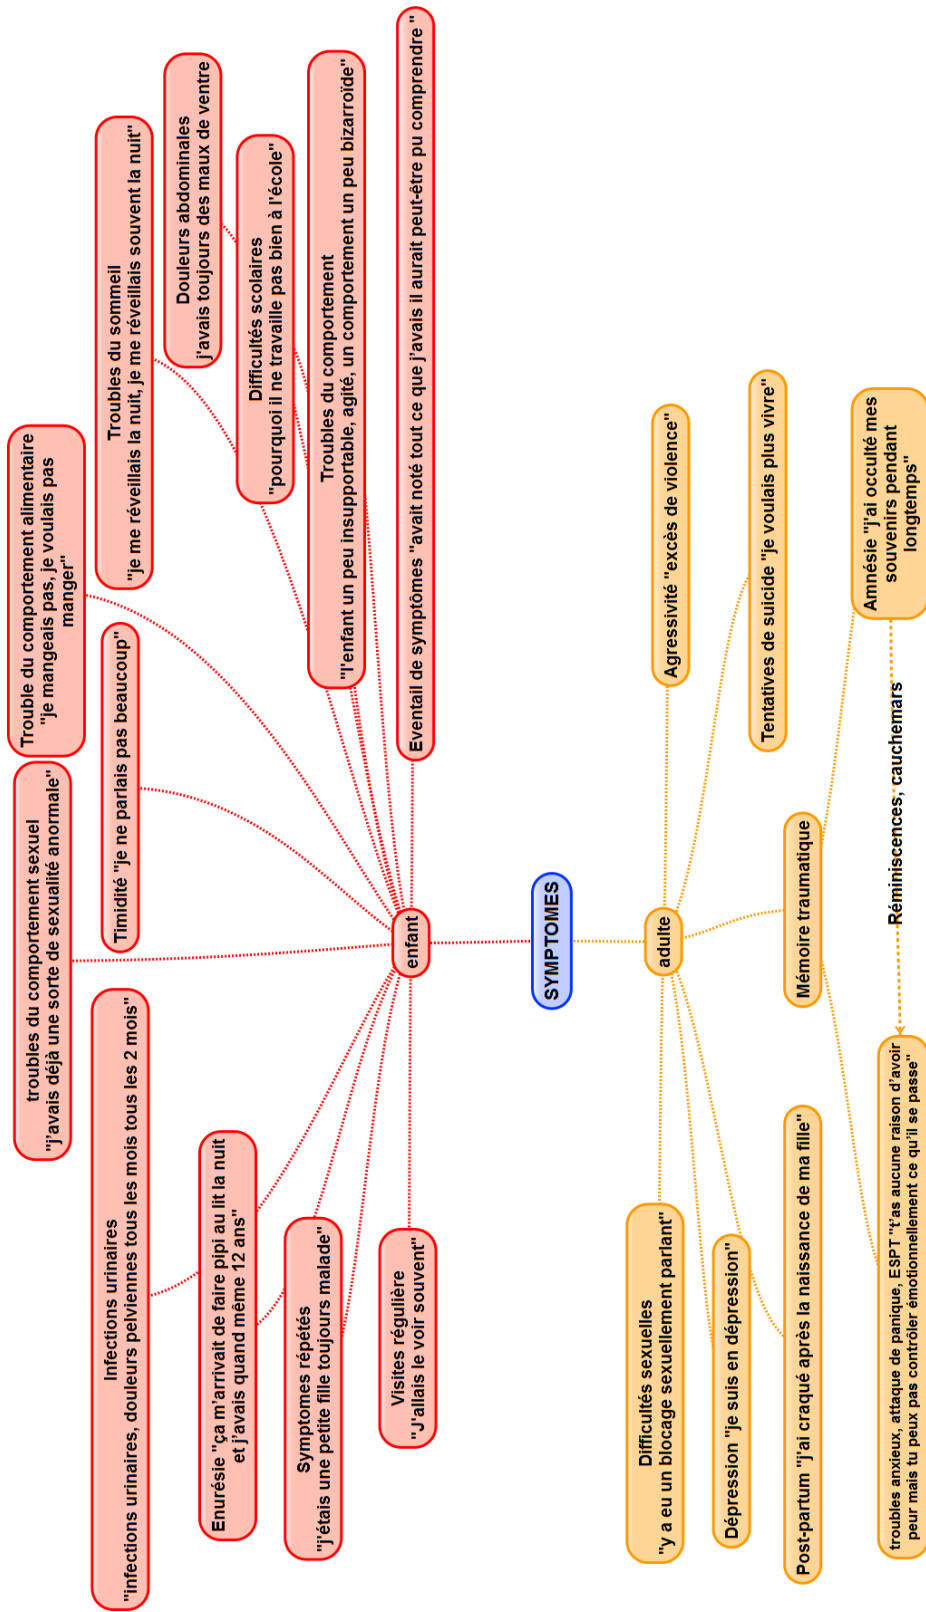 Infections urinaires
"infections urinaires, douleurs pelviennes tous les mois tous les 2 mois"
troubles du comportement sexuel
"j'avais déjà une sorte de sexualité anormale"
Trouble du comportement alimentaire
"je mangeais pas, je voulais pas
manger"
Timidité "je ne parlais pas beaucoup"
Troubles du sommeil
"je me réveillais la nuit, je me réveillais souvent la nuit"
Douleurs abdominales
j'avais toujours des maux de ventre
Enurésie "ça m'arrivait de faire pipi au lit la nuit
et j'avais quand même 12 ans"
Difficultés scolaires
"pourquoi il ne travaille pas bien à l'école"
Symptomes répétés
"j'étais une petite fille toujours malade"
Troubles du comportement
"l'enfant un peu insupportable, agité, un comportement un peu bizarroïde"
Visites régulière
"J'allais le voir souvent"
enfant
Eventail de symptômes "avait noté tout ce que j'avais il aurait peut-être pu comprendre "
SYMPTOMES
Difficultés sexuelles
"y a eu un blocage sexuellement parlant"
adulte
Agressivité "excès de violence"
Dépression "je suis en dépression"
Tentatives de suicide "je voulais plus vivre"
Post-partum "j'ai craqué après la naissance de ma fille"
Mémoire traumatique
Amnésie "j'ai occulté mes
souvenirs pendant
longtemps"
Réminiscences, cauchemars
troubles anxieux, attaque de panique, ESPT "t'as aucune raison d'avoir
peur mais tu peux pas contrôler émotionnellement ce qu'il se passe"